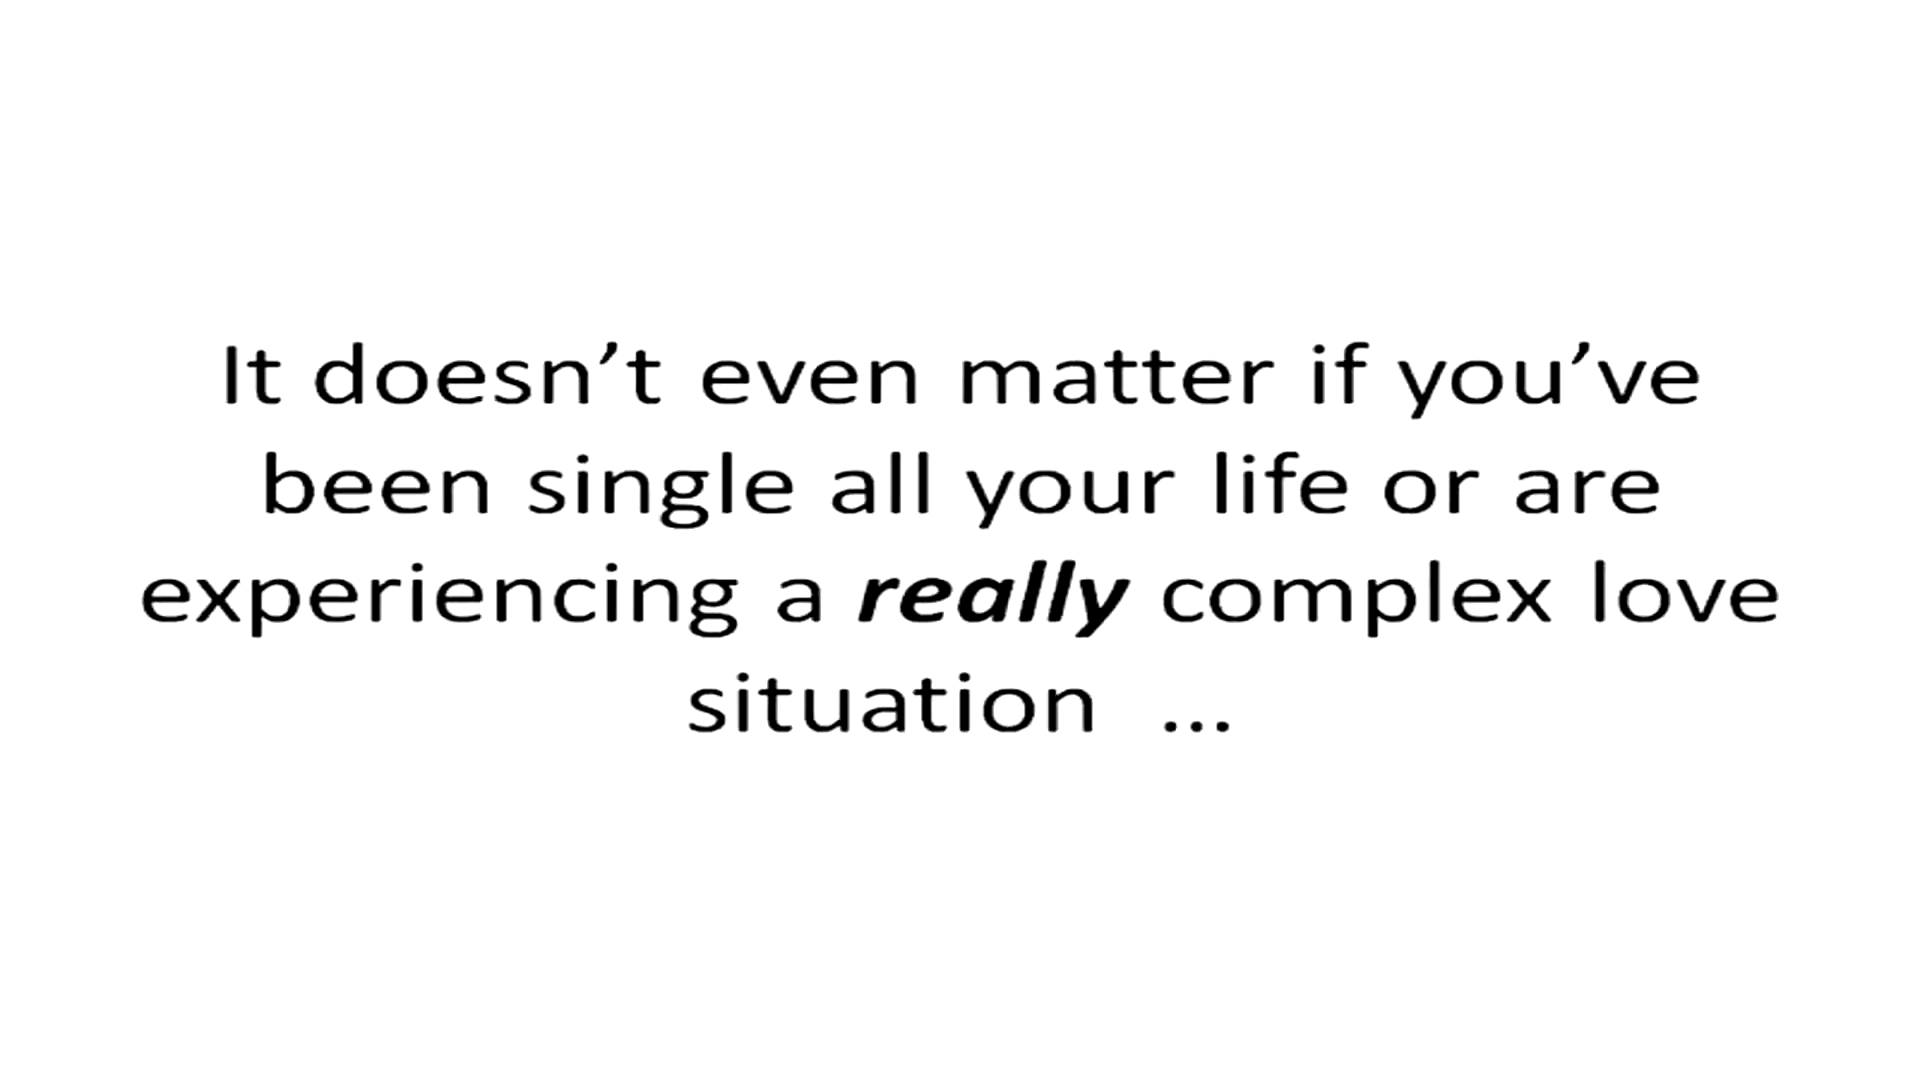 It doesn’t even matter if you’ve
been single all your life or are
experiencing a really complex love
situation  ...